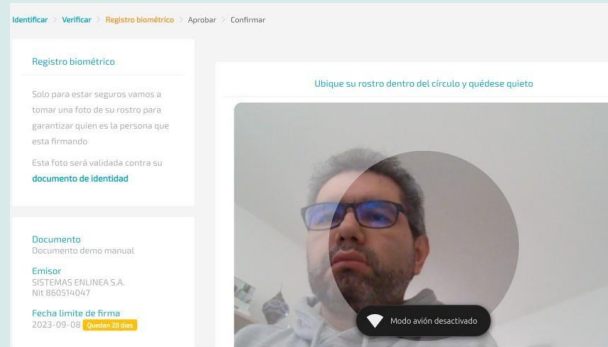 Identificar > Verificar > Registro biométrico > Aprobar > Confirmar
Registro biométrico
Solo para estar seguros vamos a
tomar una foto de su rostro para
garantizar quien es la persona que
esta firmando
Esta foto será validada contra su
documento de identidad
Documento
Documento demo manual
Emisor
SISTEMAS ENLINEA S.A.
Nit 860514047
Fecha limite de firma
2023-09-08 Quedan 20 días
Ubique su rostro dentro del círculo y quédese quieto
Modo avión desactivado